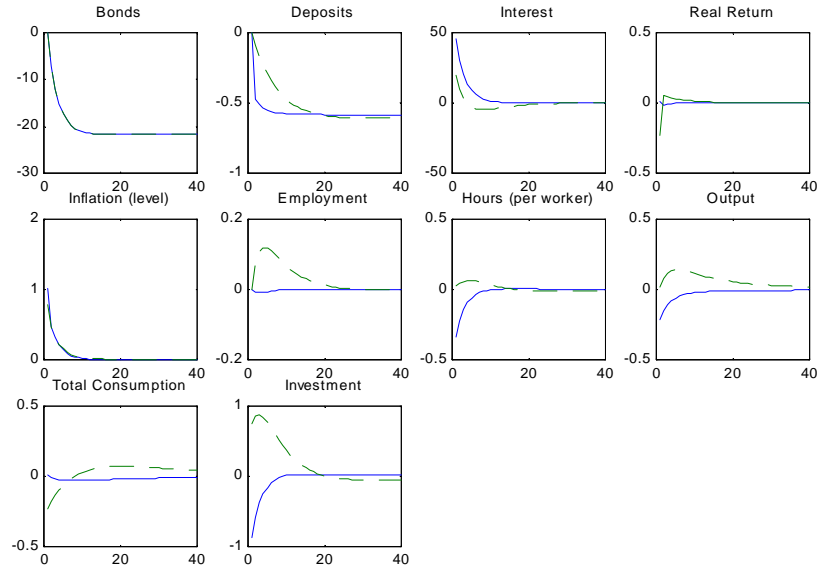 Bonds Deposits Interest Real Return
0 0 50 0.5
-10
-0.5 0 0
-20
-30 -1 -50 -0.5
0 20 40 0 20 40 0 20 40 0 20 40
Inflation (level) Employment Hours (per worker) Output
2 0.2 0.5 0.5
1 0 0 0
0 -0.2 -0.5 -0.5
0 20 40 0 20 40 0 20 40 0 20 40
Total Consumption Investment
0.5 1
0 0
-0.5 -1
0 20 40 0 20 40